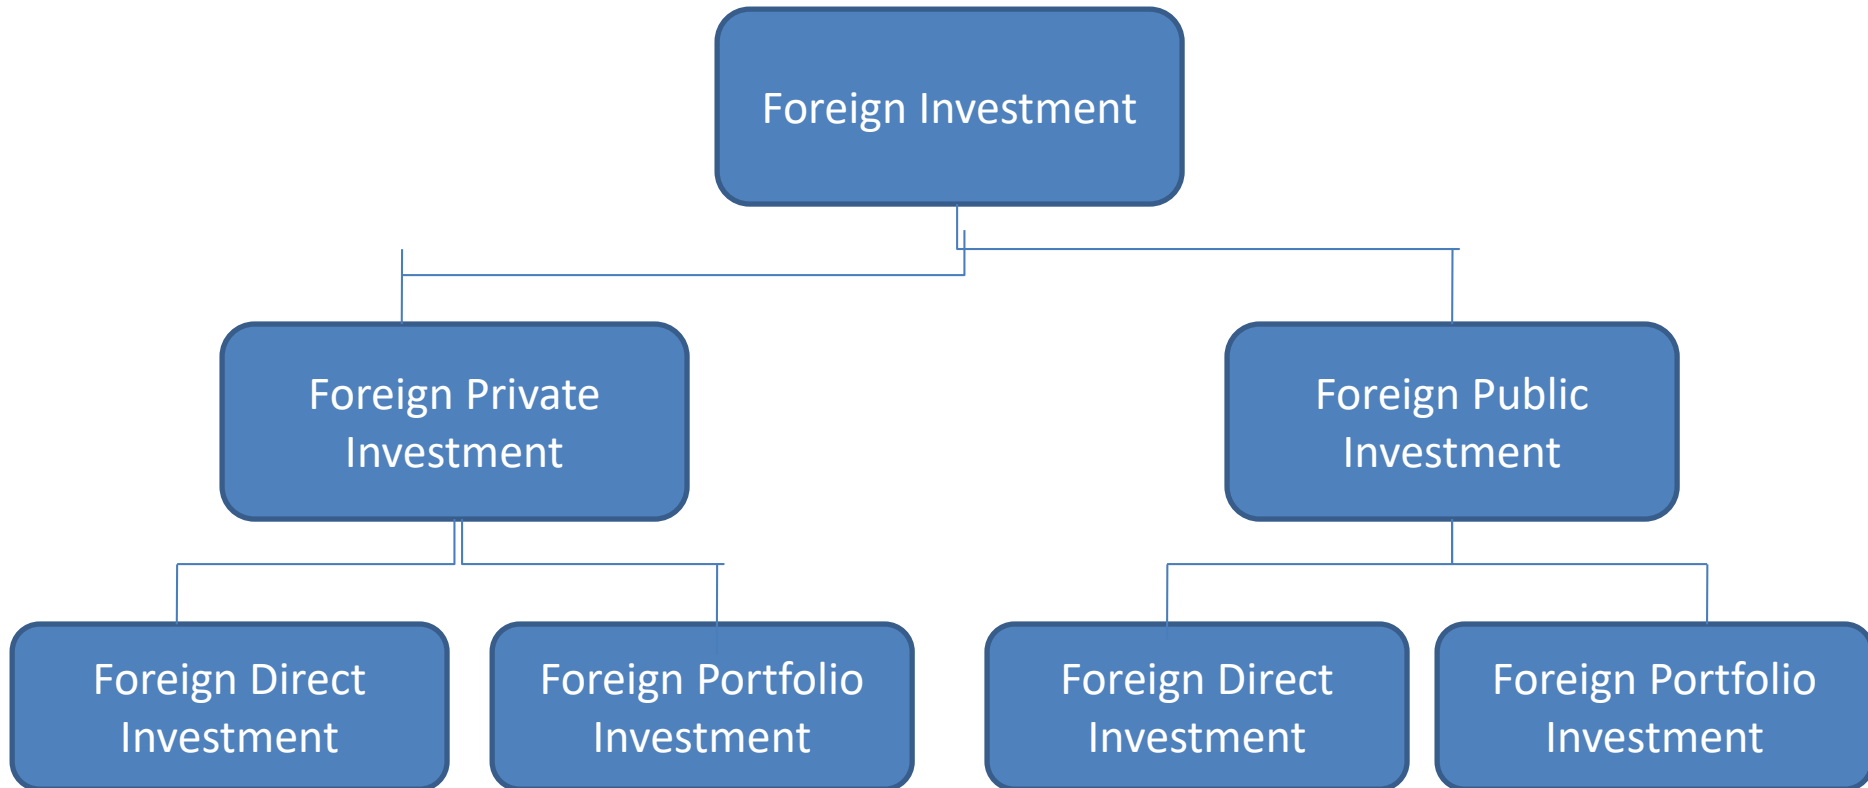 Foreign Investment
Foreign Private
Investment
Foreign Public
Investment
Foreign Direct
Investment
Foreign Portfolio
Investment
Foreign Direct
Investment
Foreign Portfolio
Investment